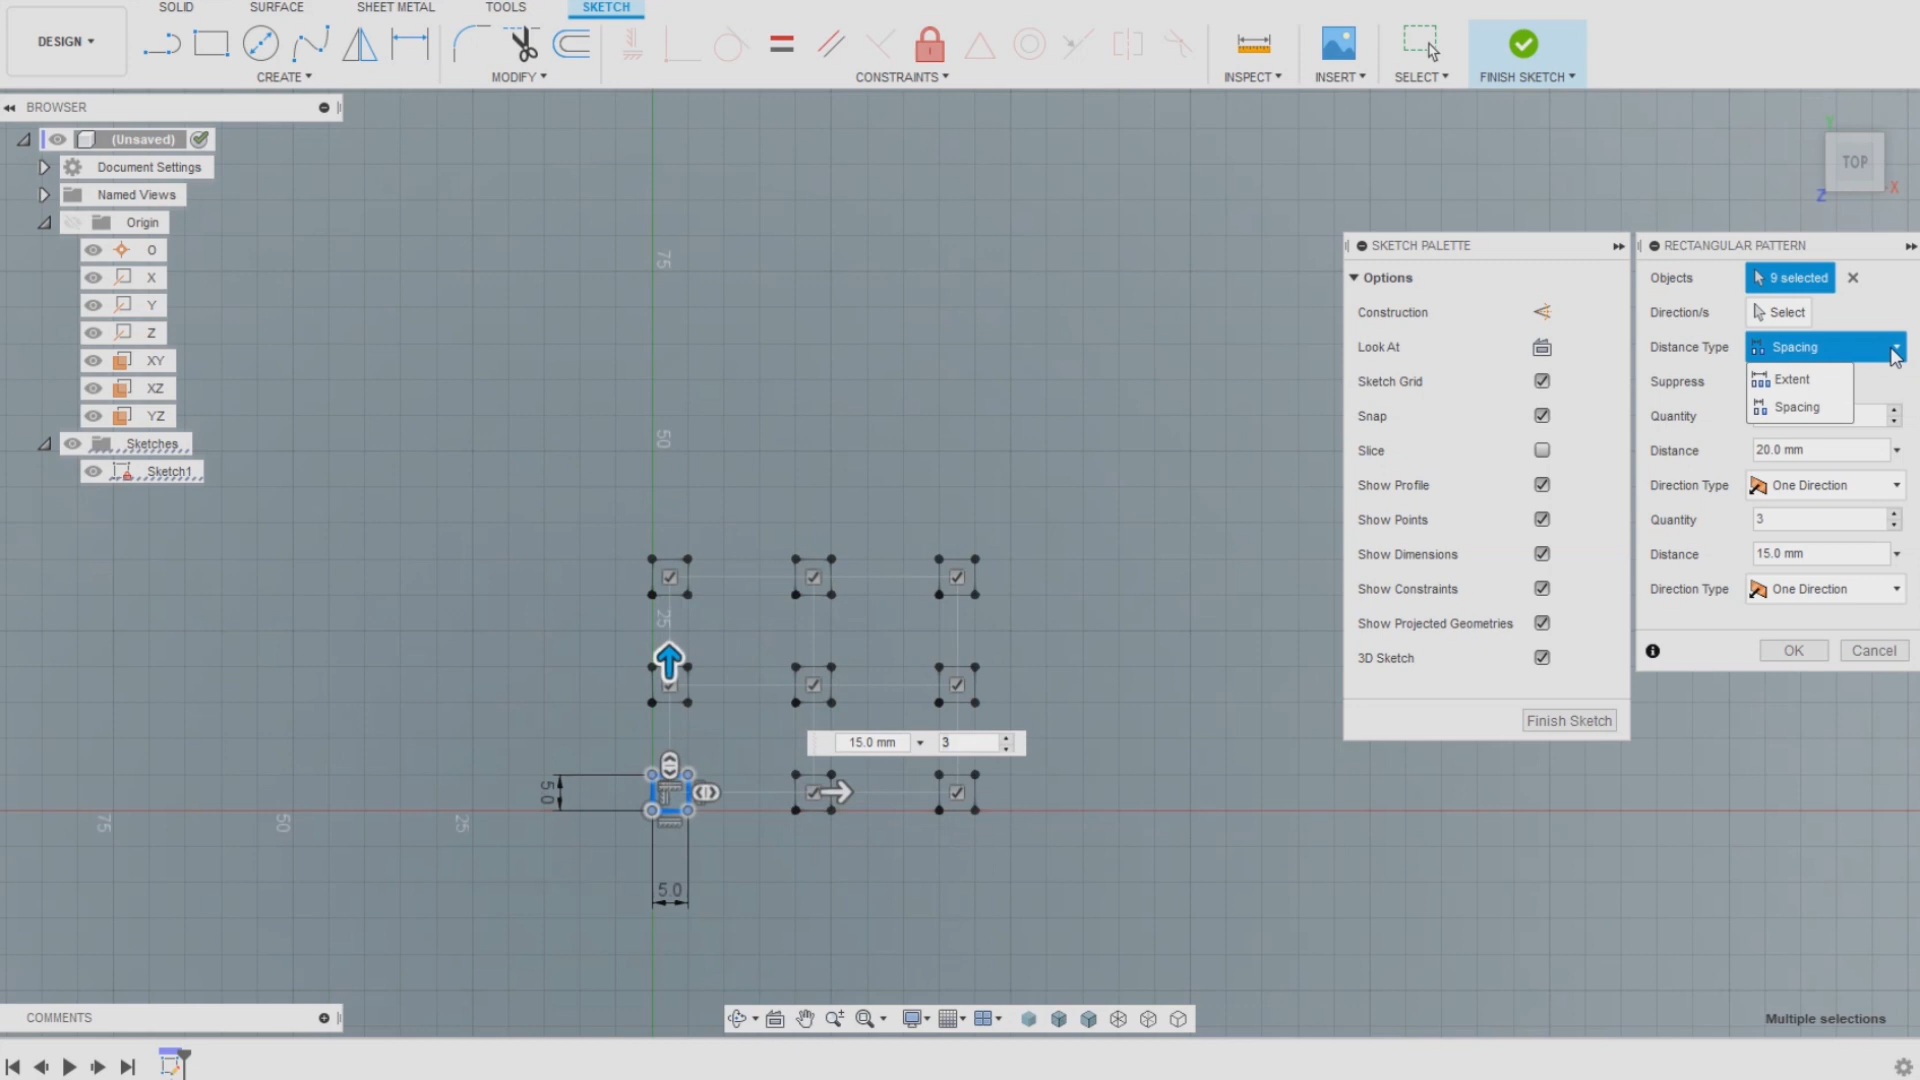 SOLID SURFACE SHEET METAL TOOLS SKETCH
DESIGN
CREATE MODIFY CONSTRAINTS INSPECT INSERT SELECT FINISH SKETCH
BROWSER
(Unsaved)
Document Settings
Named Views
Origin
O
X
Y
Z
XY
XZ
YZ
Sketches
Sketch1
75
50
25
75
50
25
5.0
5.0
15.0 mm 3
TOP
Y
Z
X
SKETCH PALETTE
Options
Construction
Look At
Sketch Grid
Snap
Slice
Show Profile
Show Points
Show Dimensions
Show Constraints
Show Projected Geometries
3D Sketch
Finish Sketch
RECTANGULAR PATTERN
Objects 9 selected
Direction/s Select
Distance Type Spacing
Extent
Spacing
Suppress
Quantity
Distance 20.0 mm
Direction Type One Direction
Quantity 3
Distance 15.0 mm
Direction Type One Direction
OK Cancel
COMMENTS
Multiple selections